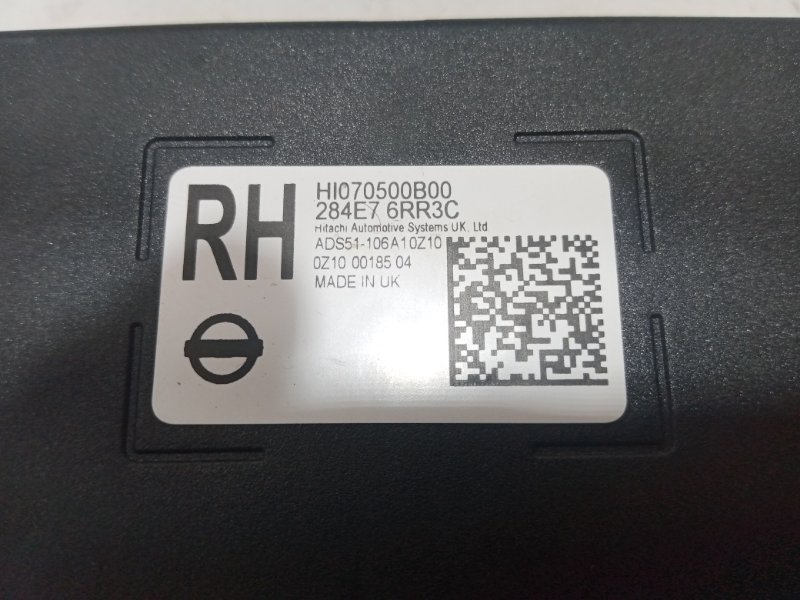 RH
HI070500B00
284E7 6RR3C
Hitachi Automotive Systems UK, Ltd
ADS51-106A10Z10
0Z10 00185 04
MADE IN UK